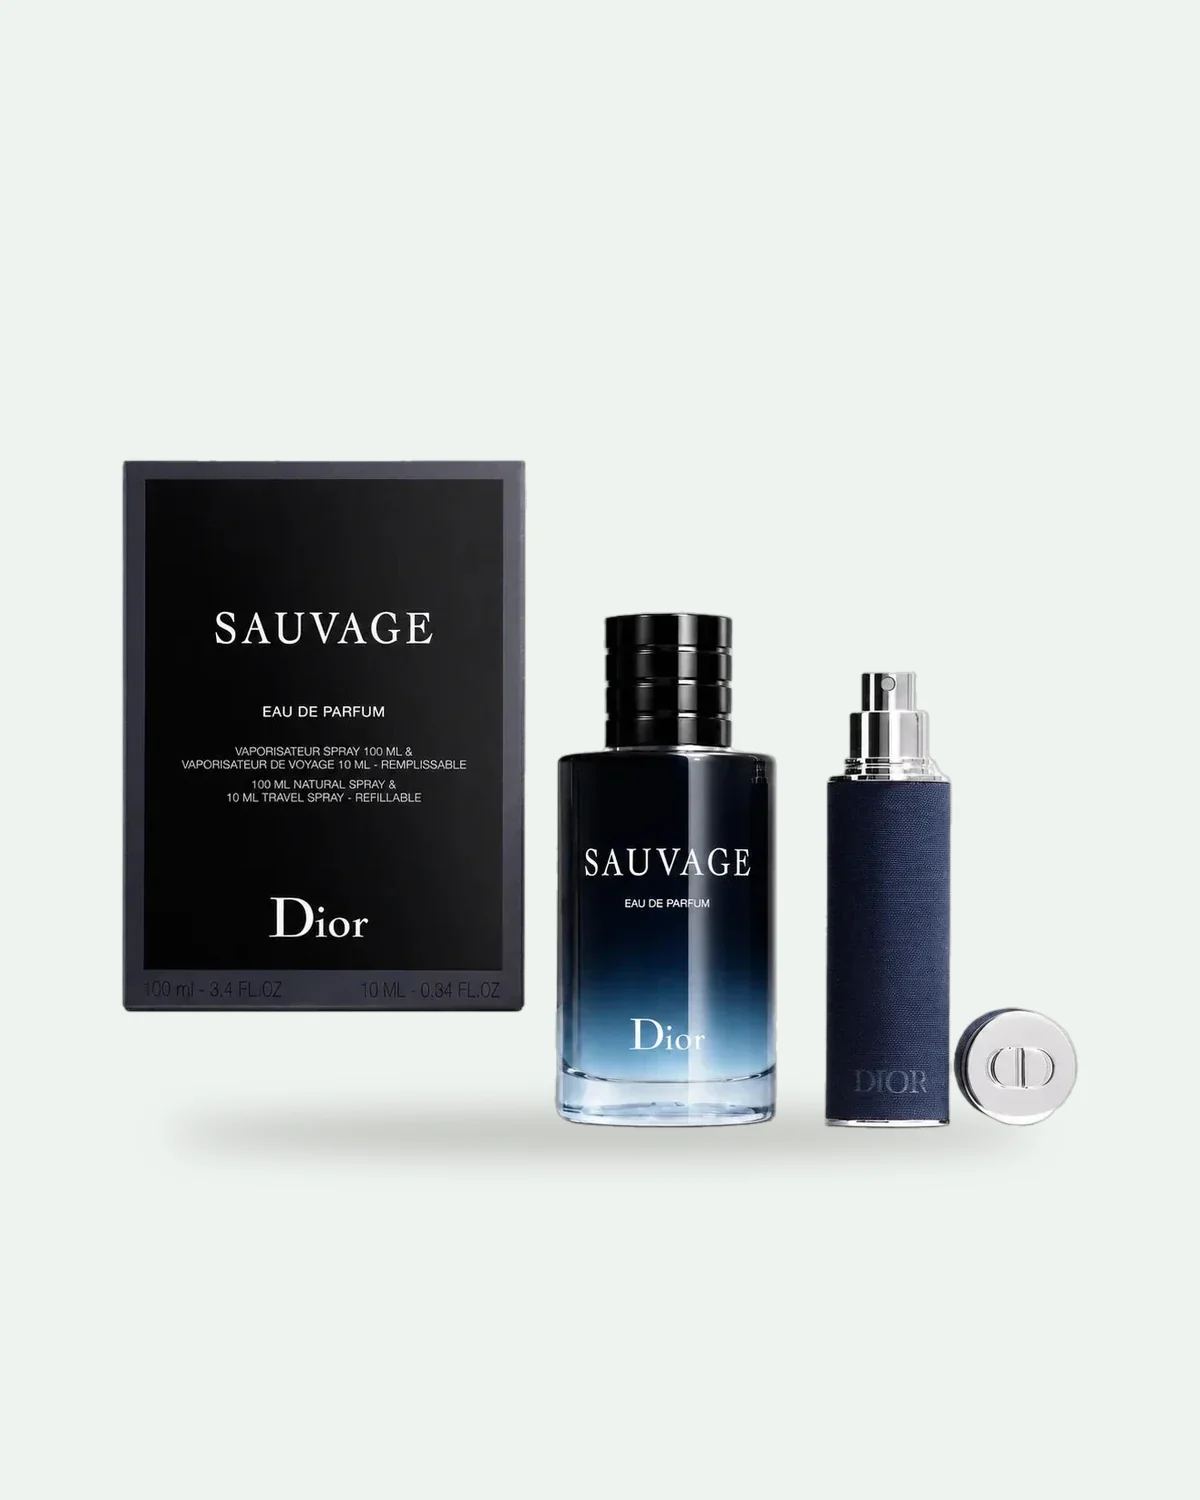 SAUVAGE
EAU DE PARFUM
VAPORISATEUR SPRAY 100 ML &
VAPORISATEUR DE VOYAGE 10 ML - REMPLISSABLE
100 ML NATURAL SPRAY &
10 ML TRAVEL SPRAY - REFILLABLE
Dior
100 ml - 3.4 FL.OZ 10 ML - 0.34 FL.OZ
SAUVAGE
EAU DE PARFUM
Dior
DIOR
CD